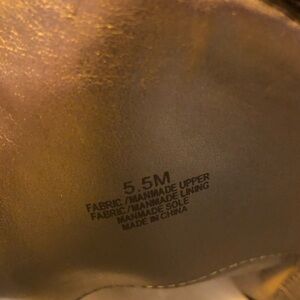 5.5M
FABRIC/MANMADE UPPER
FABRIC/MANMADE LINING
MANMADE SOLE
MADE IN CHINA